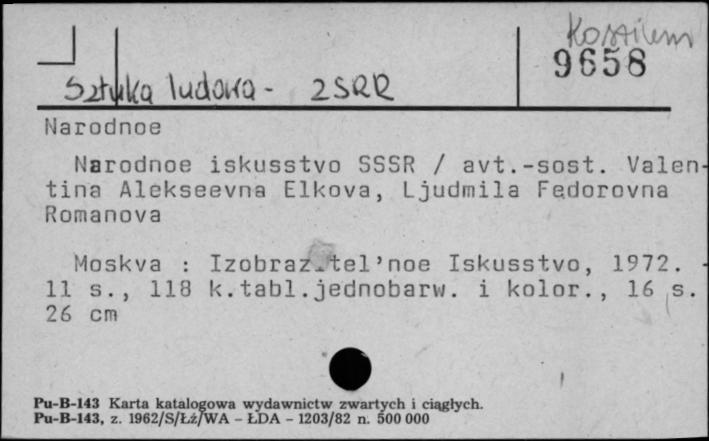 9658
Sztuka ludowa - ZSRR
Narodnoe
Narodnoe iskusstvo SSSR / avt.-sost. Valen-
tina Alekseevna Elkova, Ljudmila Fedorovna
Romanova
Moskva : Izobraz.tel’noe Iskusstvo, 1972. -
11 s., 118 k.tabl.jednobarw. i kolor., 16 s.
26 cm
Pu-B-143 Karta katalogowa wydawnictw zwartych i ciągłych.
Pu-B-143, z. 1962/S/Łź/WA - ŁDA - 1203/82 n. 500 000